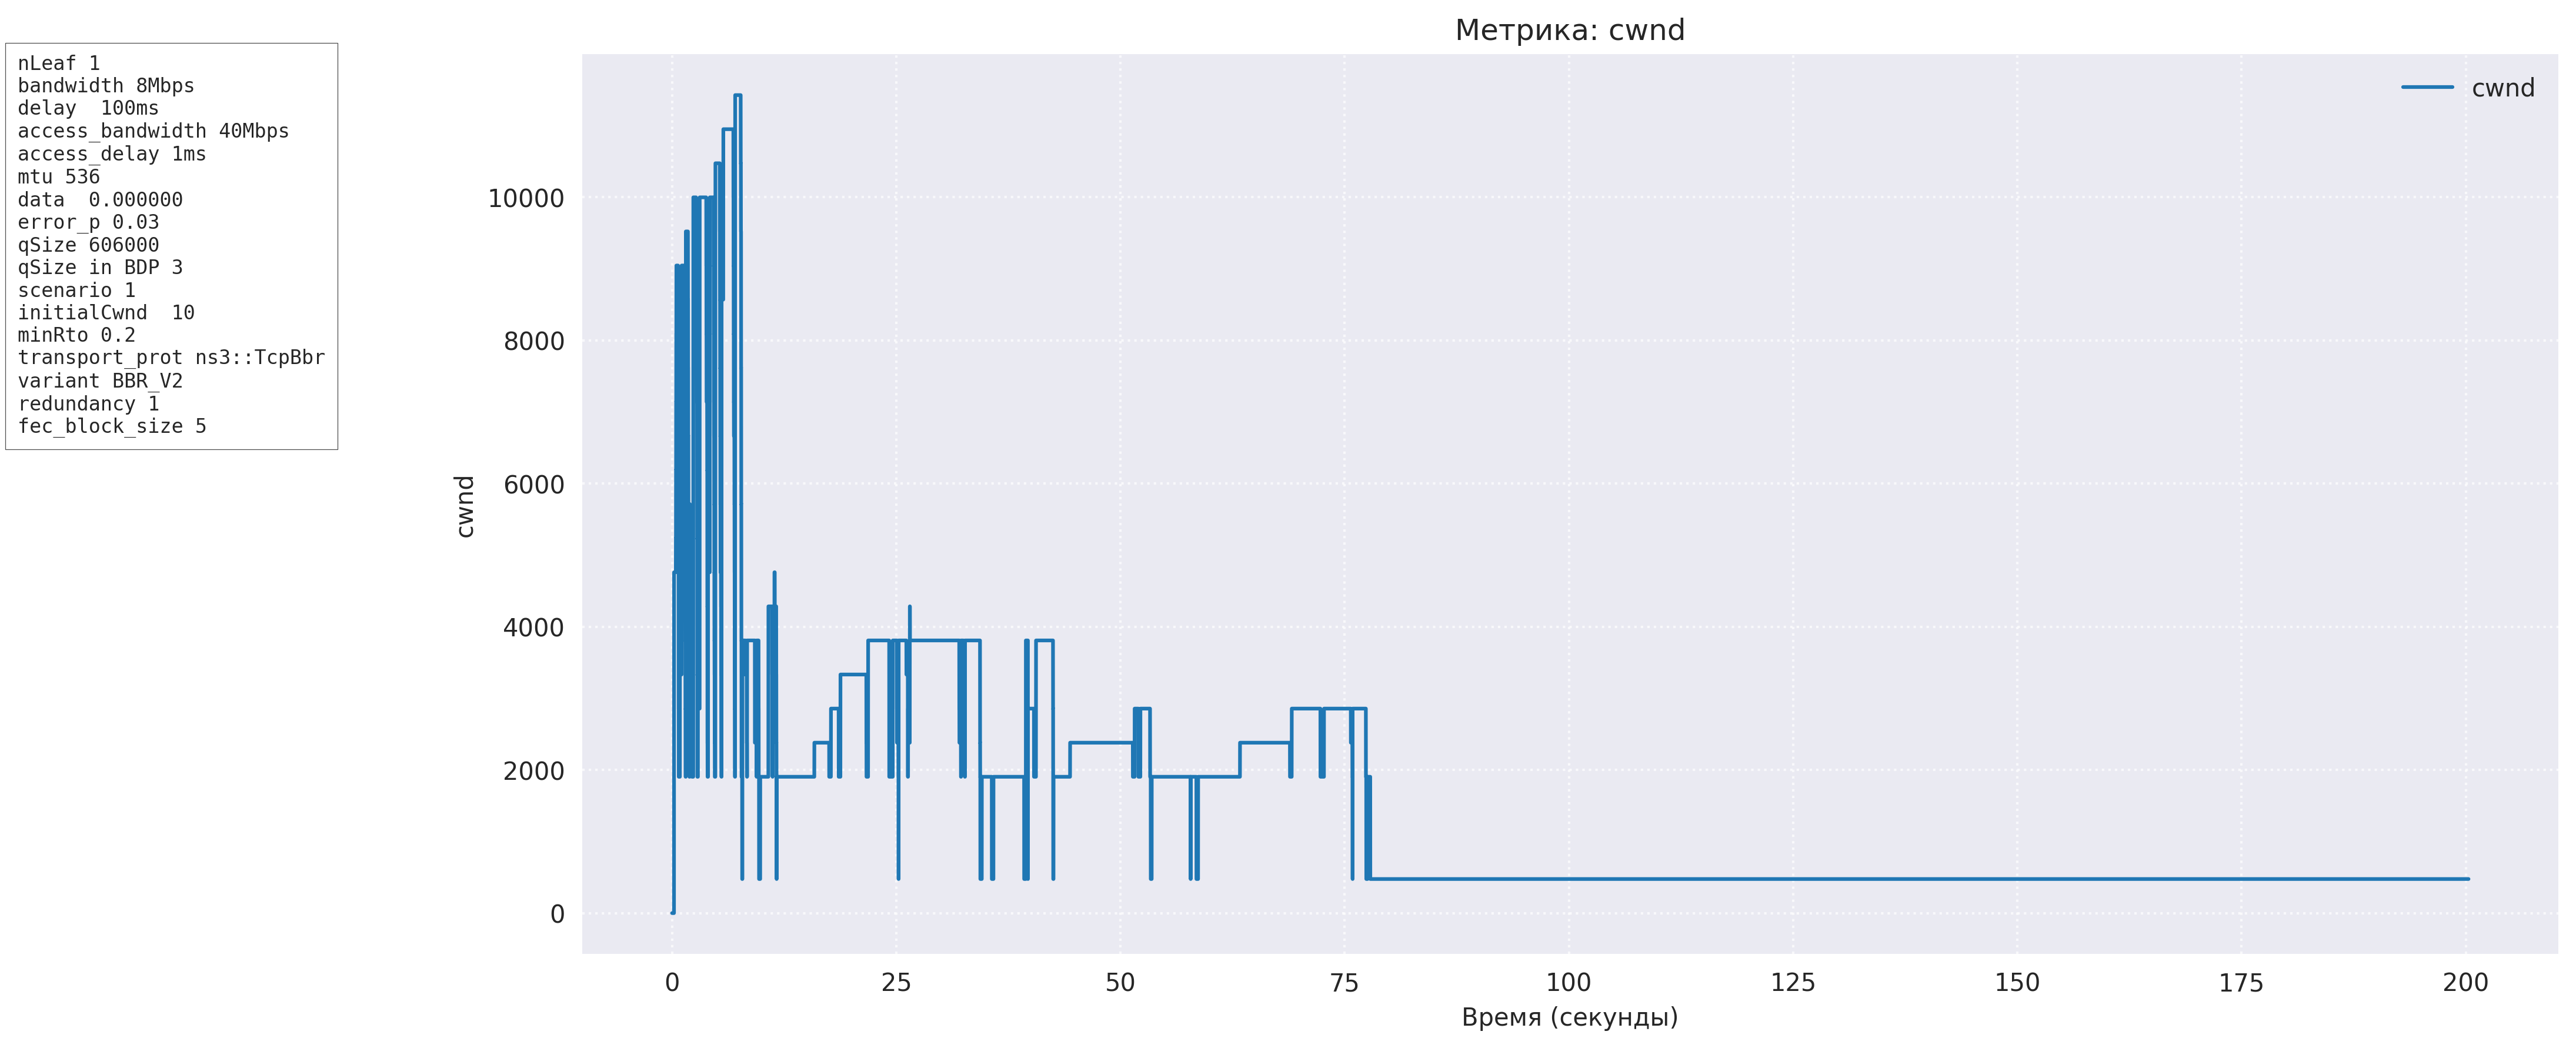 Метрика: cwnd
nLeaf 1
bandwidth 8Mbps
delay  100ms
access_bandwidth 40Mbps
access_delay 1ms
mtu 536
data  0.000000
error_p 0.03
qSize 606000
qSize in BDP 3
scenario 1
initialCwnd  10
minRto 0.2
transport_prot ns3::TcpBbr
variant BBR_V2
redundancy 1
fec_block_size 5
cwnd
cwnd
10000
8000
6000
4000
2000
0
0 25 50 75 100 125 150 175 200
Время (секунды)